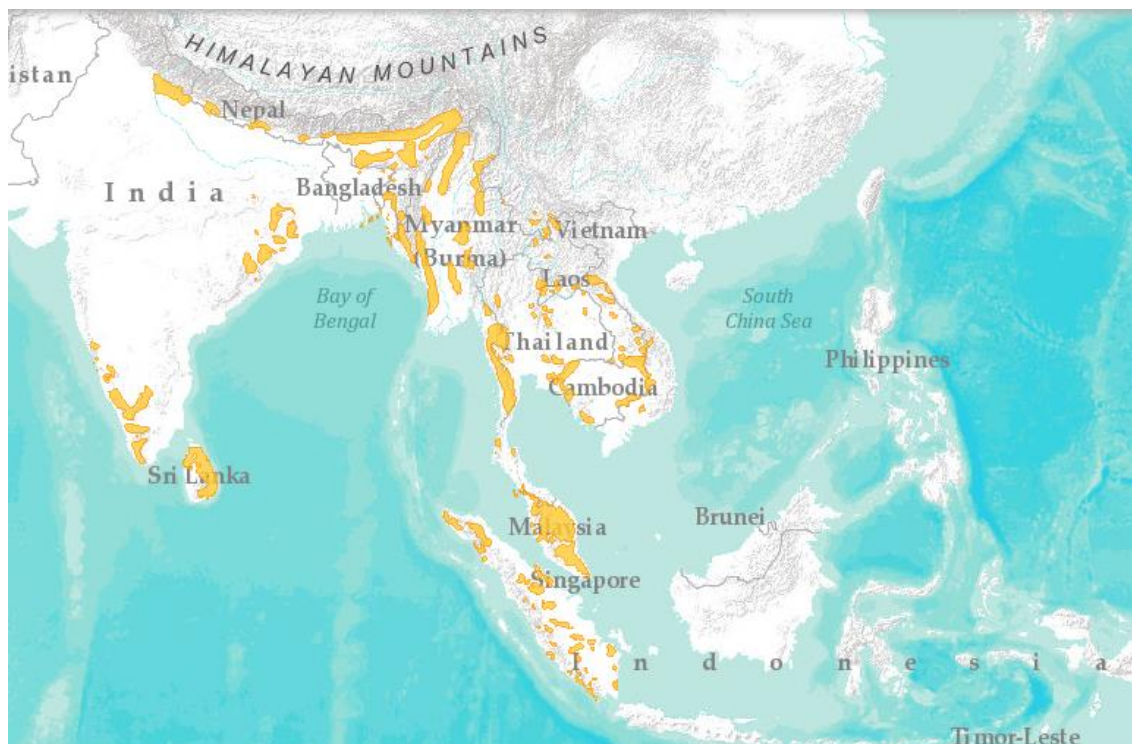 HIMALAYAN MOUNTAINS
istan
Nepal
India
Bangladesh
Myanmar
(Burma)
Vietnam
Laos
Bay of
Bengal
South
China Sea
Thailand
Philippines
Cambodia
Sri Lanka
Malaysia
Brunei
Singapore
Indonesia
Timor-Leste